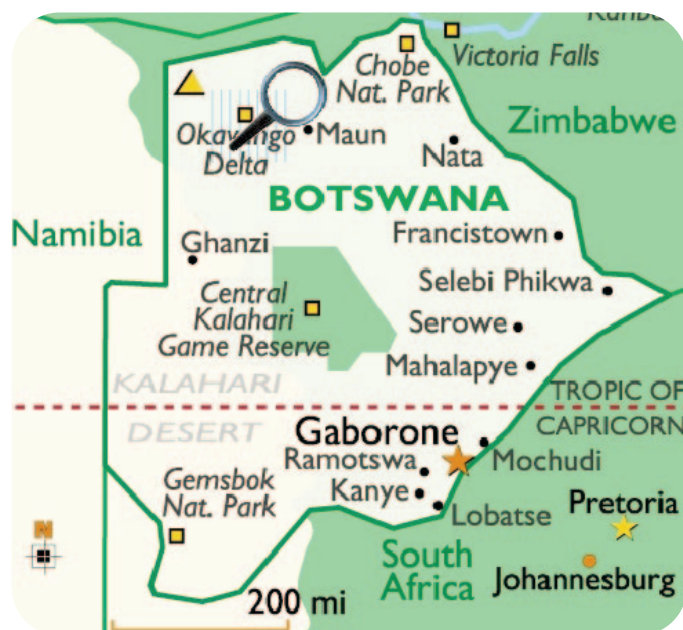 Chobe
Nat. Park
Victoria Falls
Okavango
Delta
Maun
Nata
Zimbabwe
BOTSWANA
Namibia
Ghanzi
Francistown
Central
Kalahari
Game Reserve
Selebi Phikwa
Serowe
Mahalapye
KALAHARI
DESERT
TROPIC OF
CAPRICORN
Gaborone
Mochudi
Ramotswa
Kanye
Lobatse
Gemsbok
Nat. Park
Pretoria
South
Africa
Johannesburg
N
200 mi